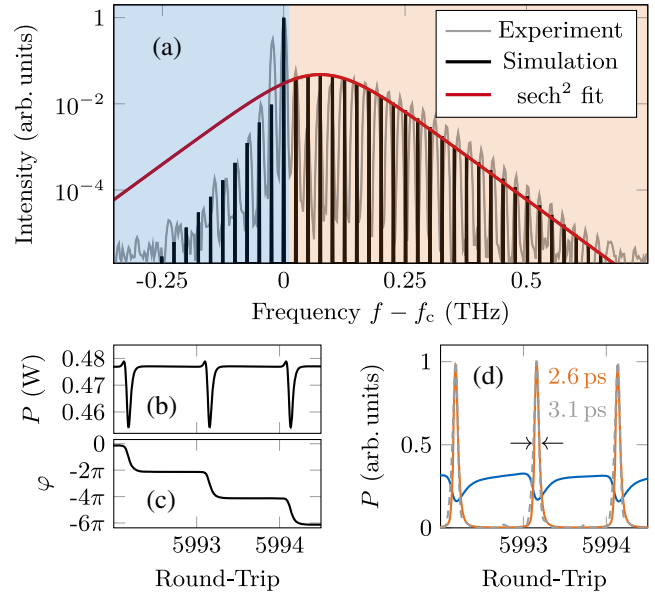 (a)
Experiment
Simulation
sech² fit
Intensity (arb. units)
10⁻²
10⁻⁴
-0.25 0 0.25 0.5
Frequency f − f_c (THz)
P (W)
0.48
0.47
0.46
(b)
φ
0
-2π
-4π
-6π
(c)
5993 5994
Round-Trip
P (arb. units)
1
0.5
0
(d)
2.6 ps
3.1 ps
5993 5994
Round-Trip